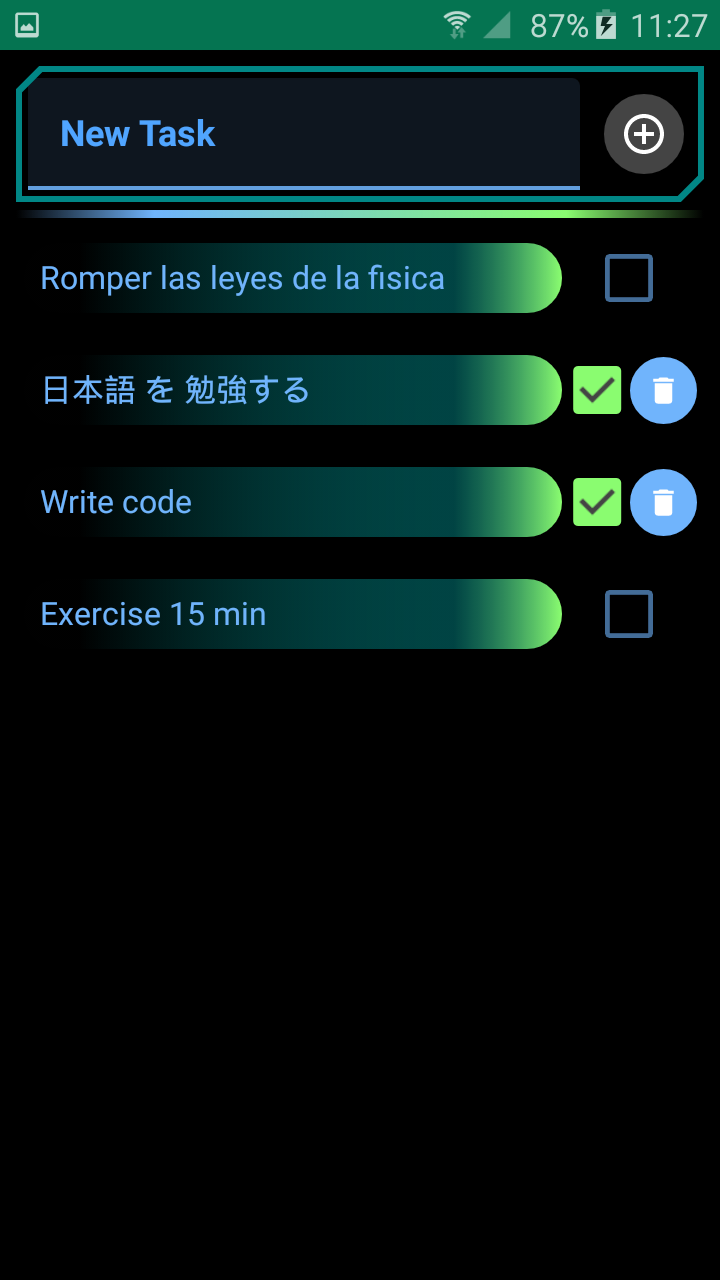 87% 11:27
New Task
Romper las leyes de la fisica
日本語 を 勉強する
Write code
Exercise 15 min